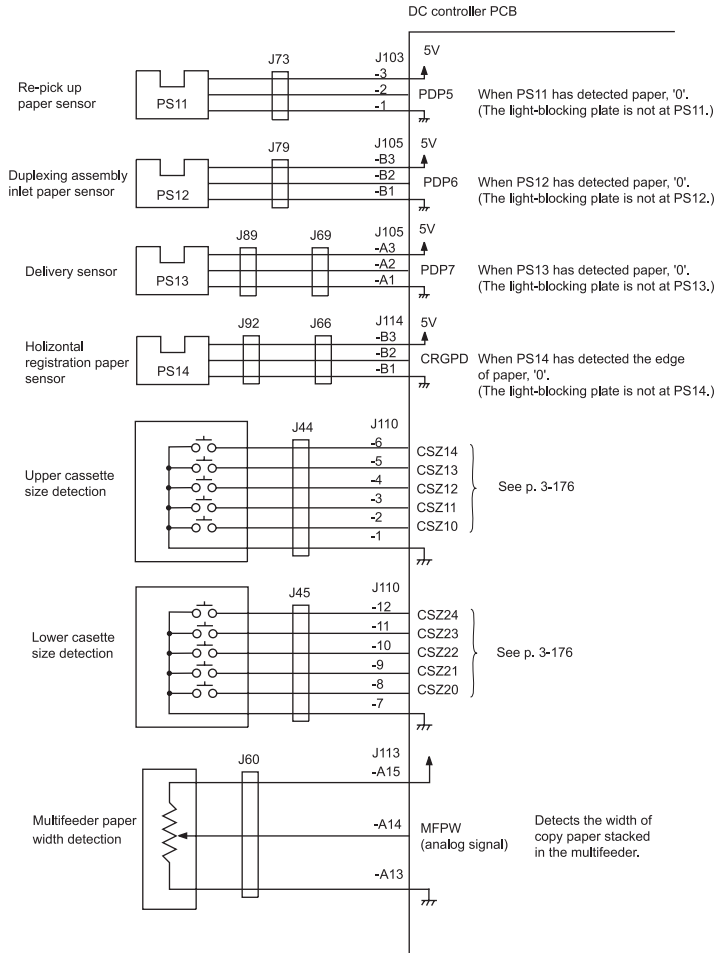 DC controller PCB
Re-pick up
paper sensor
PS11
J73
J103
-3
-2
-1
5V
PDP5
When PS11 has detected paper, '0'.
(The light-blocking plate is not at PS11.)
Duplexing assembly
inlet paper sensor
PS12
J79
J105
-B3
-B2
-B1
5V
PDP6
When PS12 has detected paper, '0'.
(The light-blocking plate is not at PS12.)
Delivery sensor
PS13
J89
J69
J105
-A3
-A2
-A1
5V
PDP7
When PS13 has detected paper, '0'.
(The light-blocking plate is not at PS13.)
Holizontal
registration paper
sensor
PS14
J92
J66
J114
-B3
-B2
-B1
5V
CRGPD
When PS14 has detected the edge
of paper, '0'.
(The light-blocking plate is not at PS14.)
Upper cassette
size detection
J44
J110
-6
-5
-4
-3
-2
-1
CSZ14
CSZ13
CSZ12
CSZ11
CSZ10
See p. 3-176
Lower casette
size detection
J45
J110
-12
-11
-10
-9
-8
-7
CSZ24
CSZ23
CSZ22
CSZ21
CSZ20
See p. 3-176
Multifeeder paper
width detection
J60
J113
-A15
-A14
-A13
MFPW
(analog signal)
Detects the width of
copy paper stacked
in the multifeeder.